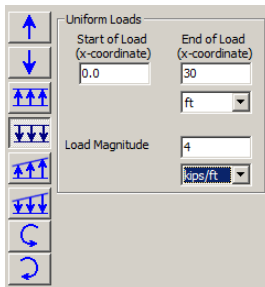 Uniform Loads
Start of Load End of Load
(x-coordinate) (x-coordinate)
0.0 30
ft
Load Magnitude 4
kips/ft